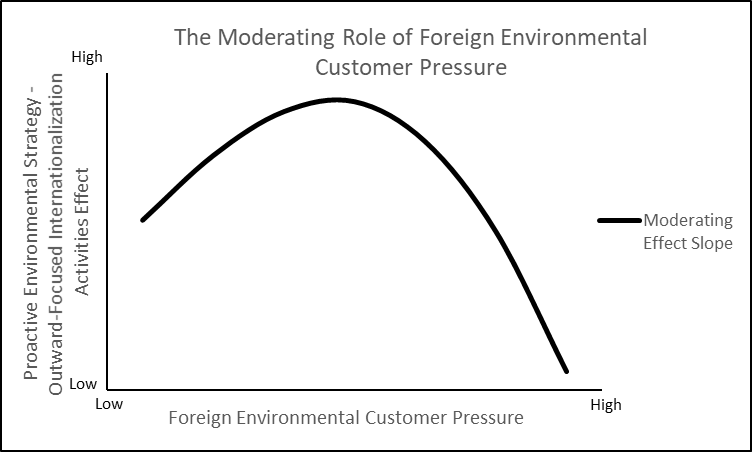 The Moderating Role of Foreign Environmental
Customer Pressure
High
Proactive Environmental Strategy -
Outward-Focused Internationalization
Activities Effect
Low
Low
High
Foreign Environmental Customer Pressure
Moderating
Effect Slope